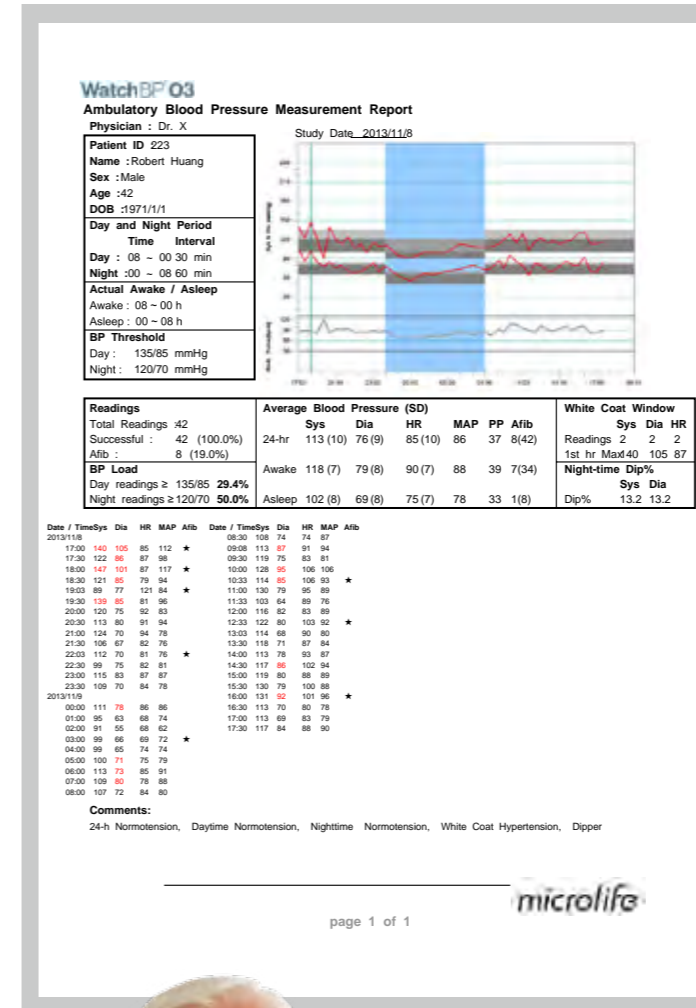 WatchBP O3
Ambulatory Blood Pressure Measurement Report
Physician : Dr. X
Study Date 2013/11/8
Patient ID :223
Name :Robert Huang
Sex :Male
Age :42
DOB :1971/1/1
Day and Night Period
Time Interval
Day : 08 ~ 00 30 min
Night :00 ~ 08 60 min
Actual Awake / Asleep
Awake : 08 ~ 00 h
Asleep : 00 ~ 08 h
BP Threshold
Day : 135/85 mmHg
Night : 120/70 mmHg
Readings
Total Readings :42
Successful : 42 (100.0%)
Afib : 8 (19.0%)
BP Load
Day readings ≥ 135/85 29.4%
Night readings ≥ 120/70 50.0%
Average Blood Pressure (SD)
Sys Dia HR MAP PP Afib
24-hr 113 (10) 76 (9) 85 (10) 86 37 8(42)
Awake 118 (7) 79 (8) 90 (7) 88 39 7(34)
Asleep 102 (8) 69 (8) 75 (7) 78 33 1(8)
White Coat Window
Sys Dia HR
Readings 2 2 2
1st hr Max140 105 87
Night-time Dip%
Sys Dia
Dip% 13.2 13.2
Date / TimeSys Dia HR MAP Afib
2013/11/8
17:00 140 105 85 112 ★
17:30 122 86 87 98
18:00 147 101 87 117 ★
18:30 121 85 79 94
19:03 89 77 121 84 ★
19:30 139 85 81 96
20:00 120 75 92 83
20:30 113 80 91 94
21:00 124 70 94 78
21:30 106 67 82 76
22:03 112 70 81 76 ★
22:30 99 75 82 81
23:00 115 83 87 87
23:30 109 70 84 78
2013/11/9
00:00 111 78 86 86
01:00 95 63 68 74
02:00 91 55 68 62
03:00 99 66 69 72 ★
04:00 99 65 74 74
05:00 100 71 75 79
06:00 113 73 85 91
07:00 109 80 78 88
08:00 107 72 84 80
Date / Time Sys Dia HR MAP Afib
08:30 108 74 74 87
09:08 113 87 91 94
09:30 119 75 83 81
10:00 128 95 106 106
10:33 114 85 106 93 ★
11:00 130 79 95 89
11:33 103 64 89 76
12:00 116 82 83 89
12:33 122 80 103 92 ★
13:03 114 68 90 80
13:30 118 71 87 84
14:00 113 78 93 87
14:30 117 86 102 94
15:00 119 80 88 89
15:30 130 79 100 88
16:00 131 92 101 96 ★
16:30 113 70 80 78
17:00 113 69 83 79
17:30 117 84 88 90
Comments:
24-h Normotension, Daytime Normotension, Nighttime Normotension, White Coat Hypertension, Dipper
microlife
page 1 of 1